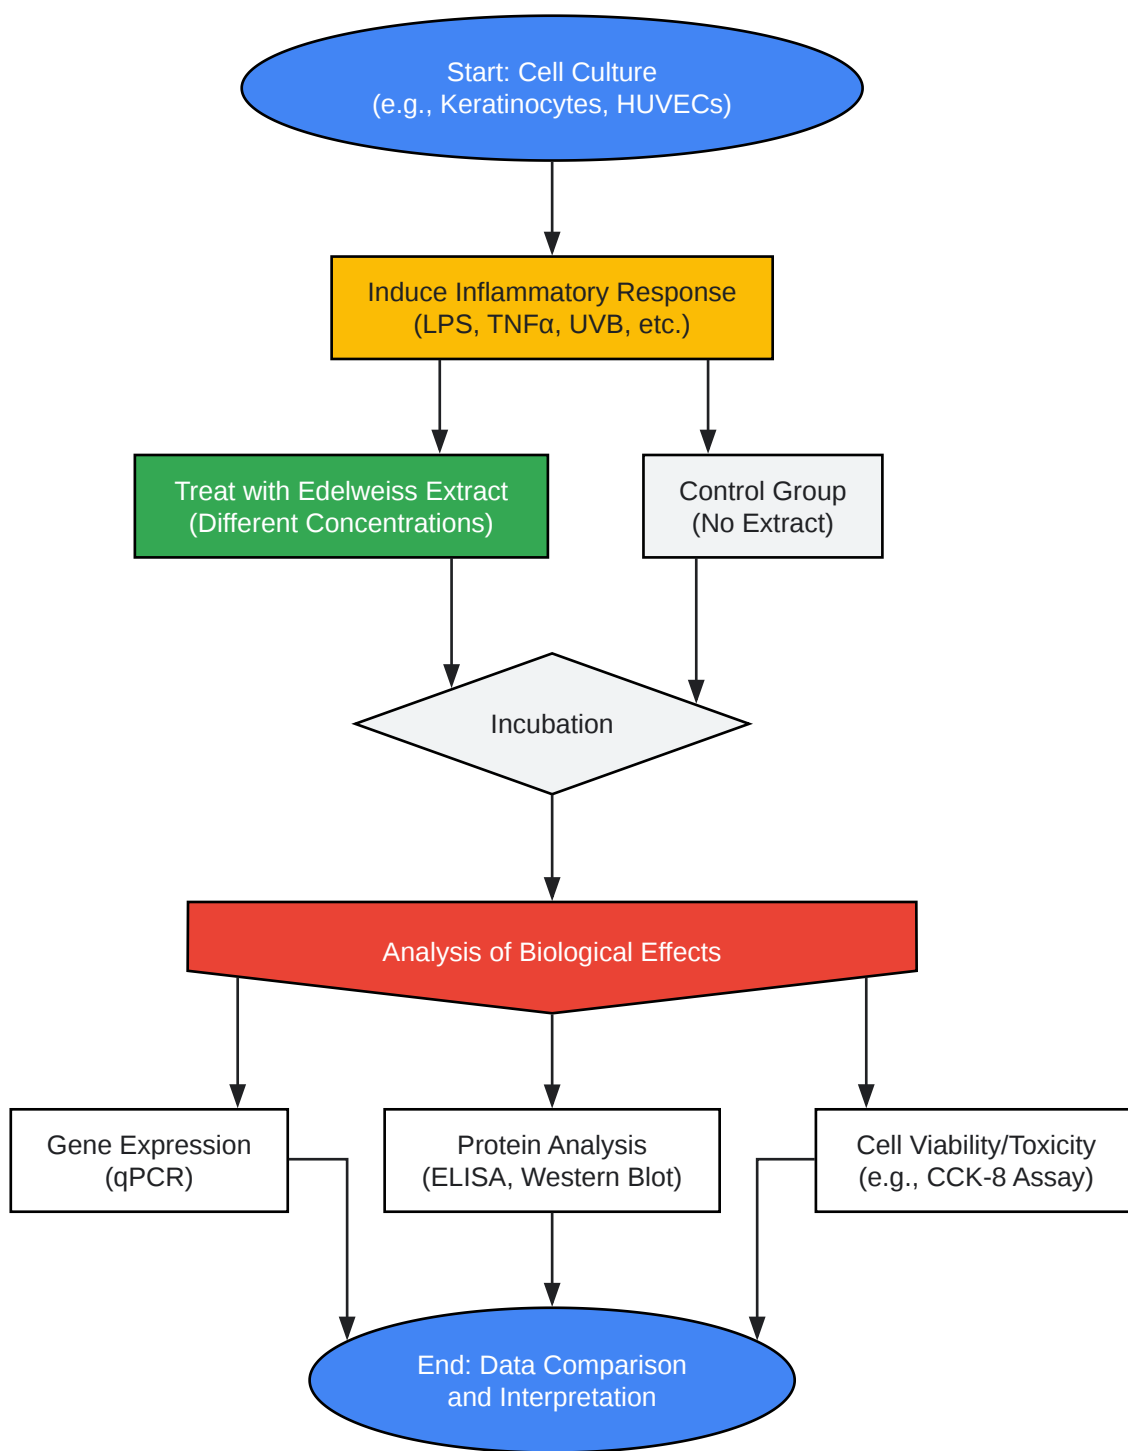 Start: Cell Culture
(e.g., Keratinocytes, HUVECs)
Induce Inflammatory Response
(LPS, TNFα, UVB, etc.)
Treat with Edelweiss Extract
(Different Concentrations)
Control Group
(No Extract)
Incubation
Analysis of Biological Effects
Gene Expression
(qPCR)
Protein Analysis
(ELISA, Western Blot)
Cell Viability/Toxicity
(e.g., CCK-8 Assay)
End: Data Comparison
and Interpretation